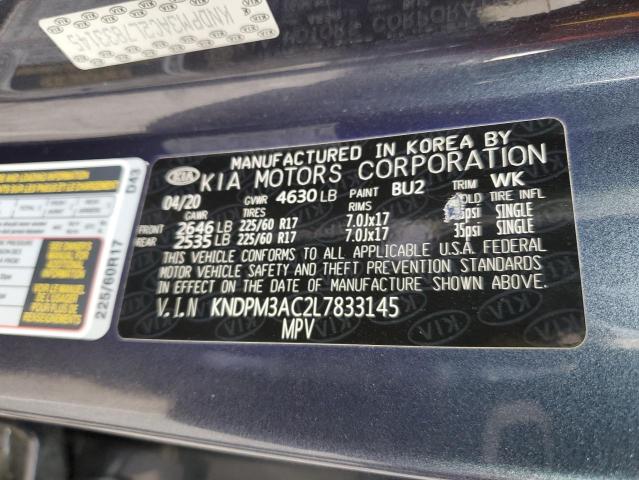 KNDPM3AC2L7833145
MANUFACTURED IN KOREA BY
KIA KIA MOTORS CORPORATION
04/20 GVWR 4630 LB PAINT BU2 TRIM WK
GAWR TIRES RIMS COLD TIRE INFL
FRONT 2646 LB 225/60 R17 7.0Jx17 SINGLE
REAR 2535 LB 225/60 R17 7.0Jx17 35psi SINGLE
THIS VEHICLE CONFORMS TO ALL APPLICABLE U.S.A. FEDERAL
MOTOR VEHICLE SAFETY AND THEFT PREVENTION STANDARDS
IN EFFECT ON THE DATE OF MANUFACTURE SHOWN ABOVE.
V.I.N KNDPM3AC2L7833145
MPV
D43
225/60R17